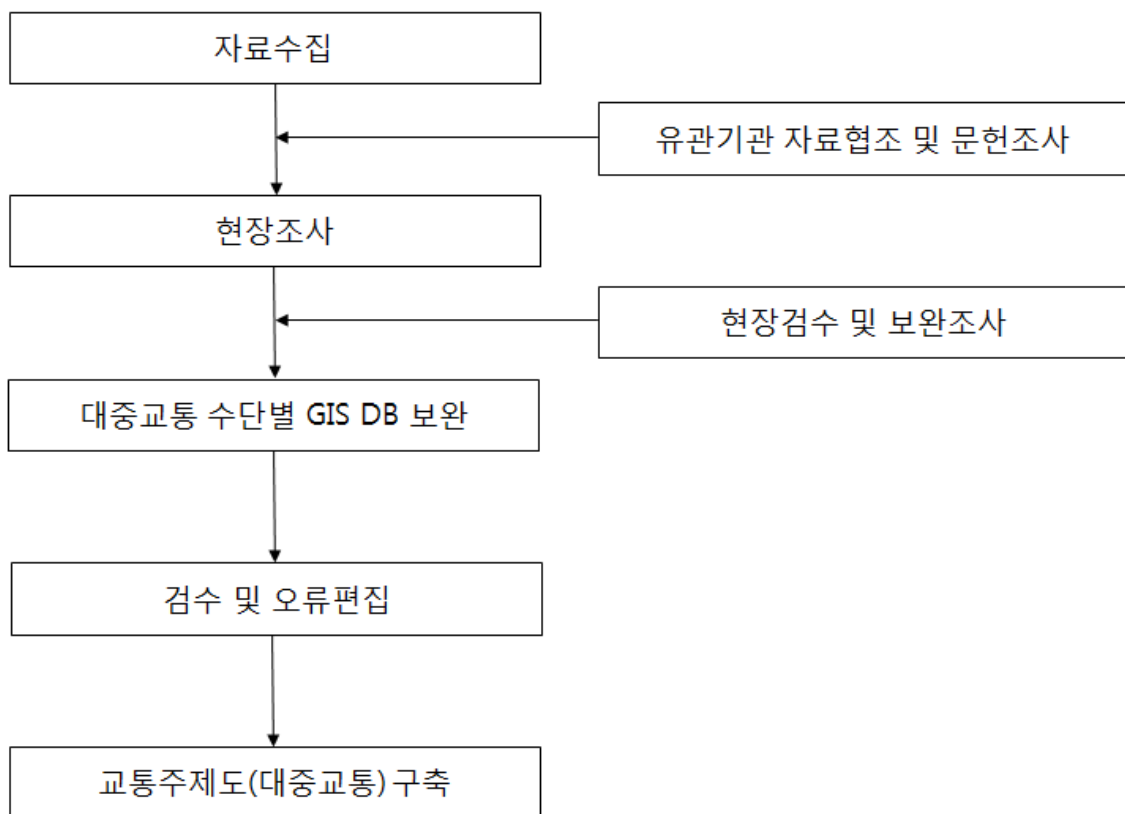 자료수집
유관기관 자료협조 및 문헌조사
현장조사
현장검수 및 보완조사
대중교통 수단별 GIS DB 보완
검수 및 오류편집
교통주제도(대중교통) 구축